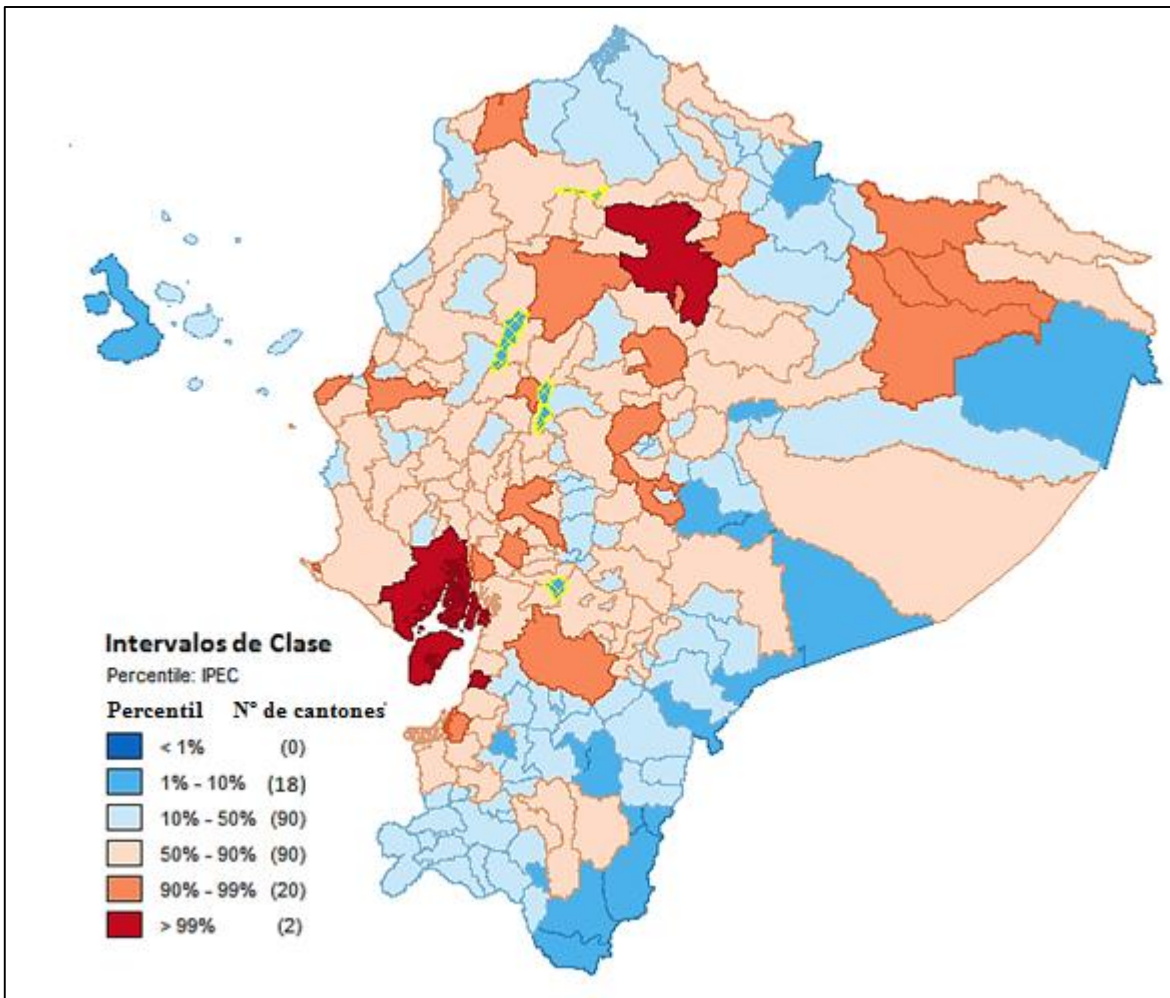 Intervalos de Clase
Percentile: IPEC
Percentil N° de cantones
< 1% (0)
1% - 10% (18)
10% - 50% (90)
50% - 90% (90)
90% - 99% (20)
> 99% (2)